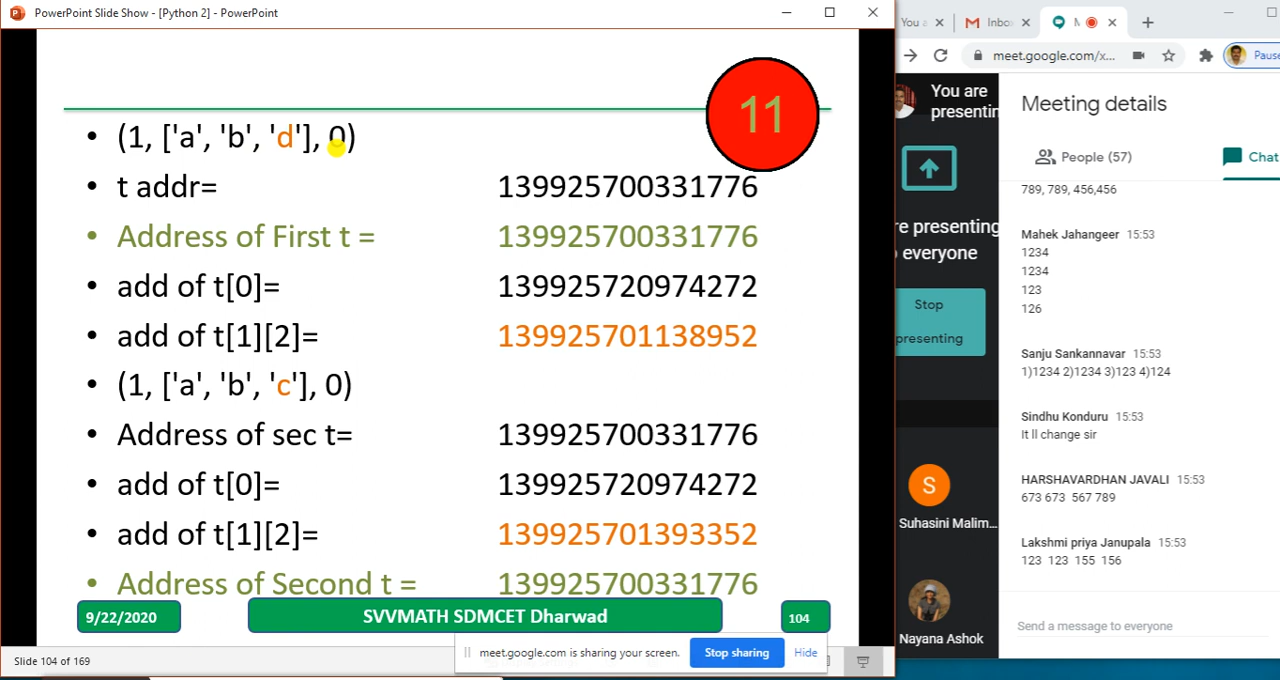 PowerPoint Slide Show - [Python 2] - PowerPoint
11
• (1, ['a', 'b', 'd'], 0)
• t addr= 139925700331776
• Address of First t = 139925700331776
• add of t[0]= 139925720974272
• add of t[1][2]= 139925701138952
• (1, ['a', 'b', 'c'], 0)
• Address of sec t= 139925700331776
• add of t[0]= 139925720974272
• add of t[1][2]= 139925701393352
• Address of Second t = 139925700331776
9/22/2020
SVVMATH SDMCET Dharwad
104
meet.google.com is sharing your screen. Stop sharing Hide
Slide 104 of 169
You a
Inbo
M
meet.google.com/x...
Pause
You are
presentin
re presenting
everyone
Stop
presenting
S
Suhasini Malim...
Nayana Ashok
Meeting details
People (57)
Chat
789, 789, 456,456
Mahek Jahangeer 15:53
1234
1234
123
126
Sanju Sankannavar 15:53
1)1234 2)1234 3)123 4)124
Sindhu Konduru 15:53
It ll change sir
HARSHAVARDHAN JAVALI 15:53
673 673 567 789
Lakshmi priya Janupala 15:53
123 123 155 156
Send a message to everyone